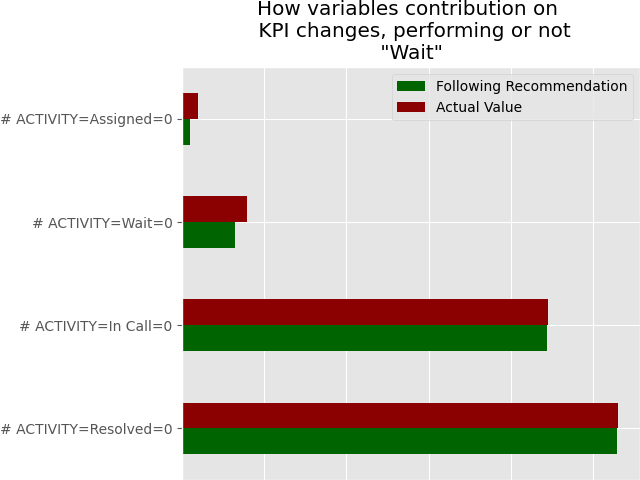 How variables contribution on
KPI changes, performing or not
"Wait"
Following Recommendation
Actual Value
# ACTIVITY=Assigned=0
# ACTIVITY=Wait=0
# ACTIVITY=In Call=0
# ACTIVITY=Resolved=0